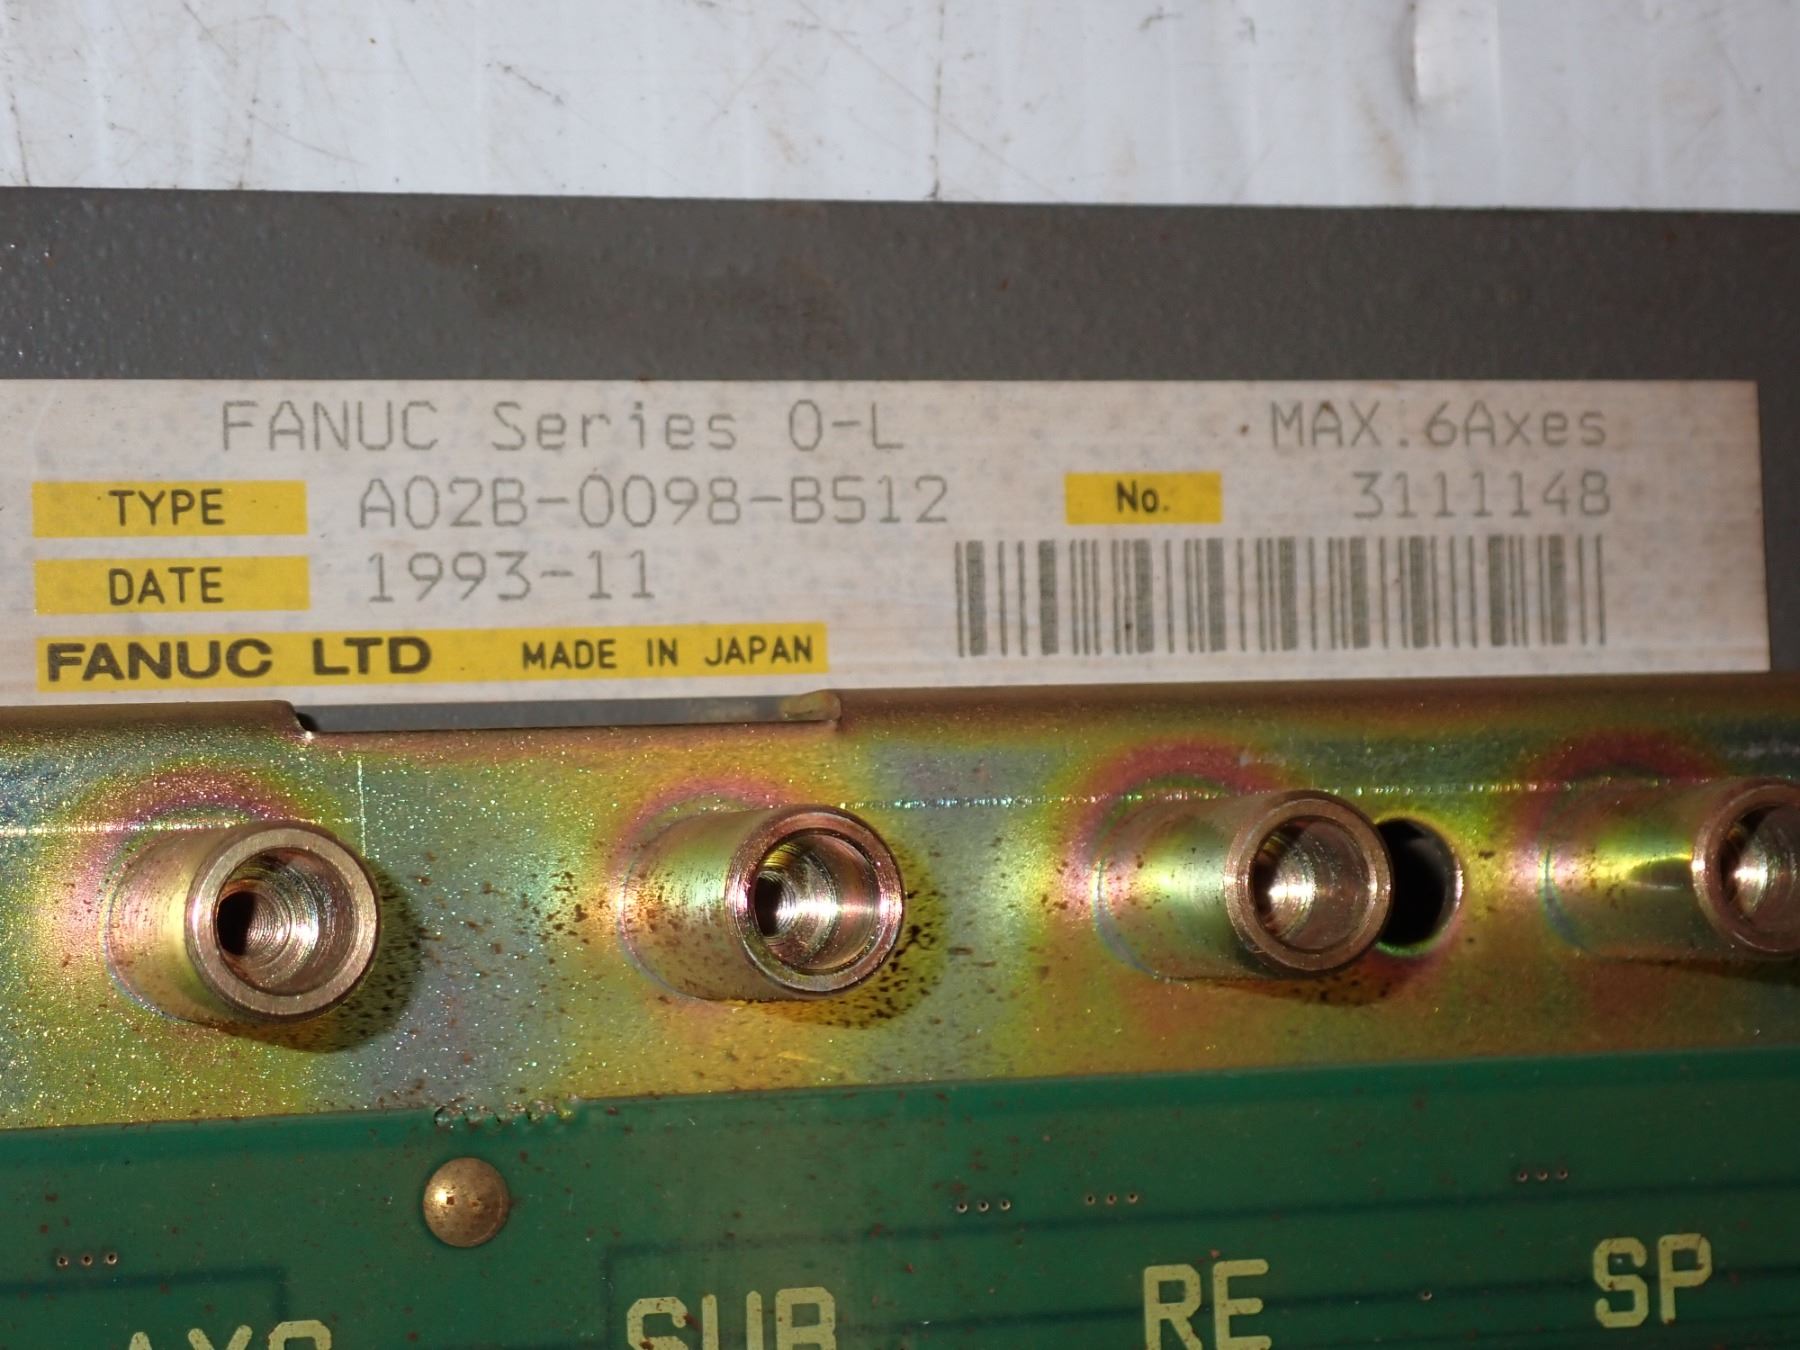 FANUC Series 0-L MAX.6Axes
TYPE A02B-0098-B512 No. 3111148
DATE 1993-11
FANUC LTD MADE IN JAPAN
AXC SUB RE SP